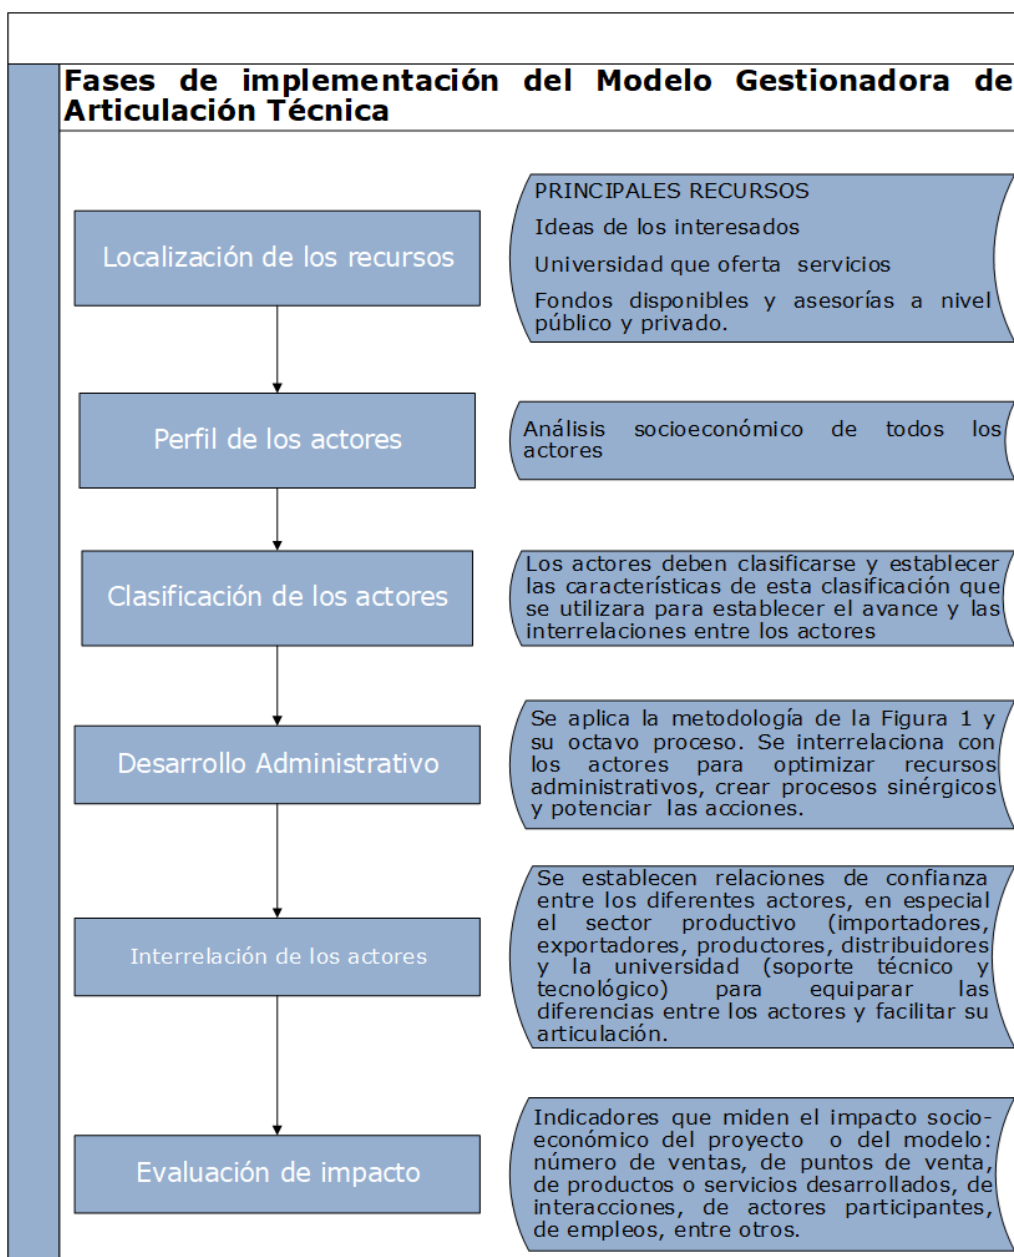 Fases de implementación del Modelo Gestionadora de
Articulación Técnica
Localización de los recursos
PRINCIPALES RECURSOS
Ideas de los interesados
Universidad que oferta servicios
Fondos disponibles y asesorías a nivel
público y privado.
Perfil de los actores
Análisis socioeconómico de todos los
actores
Clasificación de los actores
Los actores deben clasificarse y establecer
las características de esta clasificación que
se utilizara para establecer el avance y las
interrelaciones entre los actores
Desarrollo Administrativo
Se aplica la metodología de la Figura 1 y
su octavo proceso. Se interrelaciona con
los actores para optimizar recursos
administrativos, crear procesos sinérgicos
y potenciar las acciones.
Interrelación de los actores
Se establecen relaciones de confianza
entre los diferentes actores, en especial
el sector productivo (importadores,
exportadores, productores, distribuidores
y la universidad (soporte técnico y
tecnológico) para equiparar las
diferencias entre los actores y facilitar su
articulación.
Evaluación de impacto
Indicadores que miden el impacto socio-
económico del proyecto o del modelo:
número de ventas, de puntos de venta,
de productos o servicios desarrollados, de
interacciones, de actores participantes,
de empleos, entre otros.